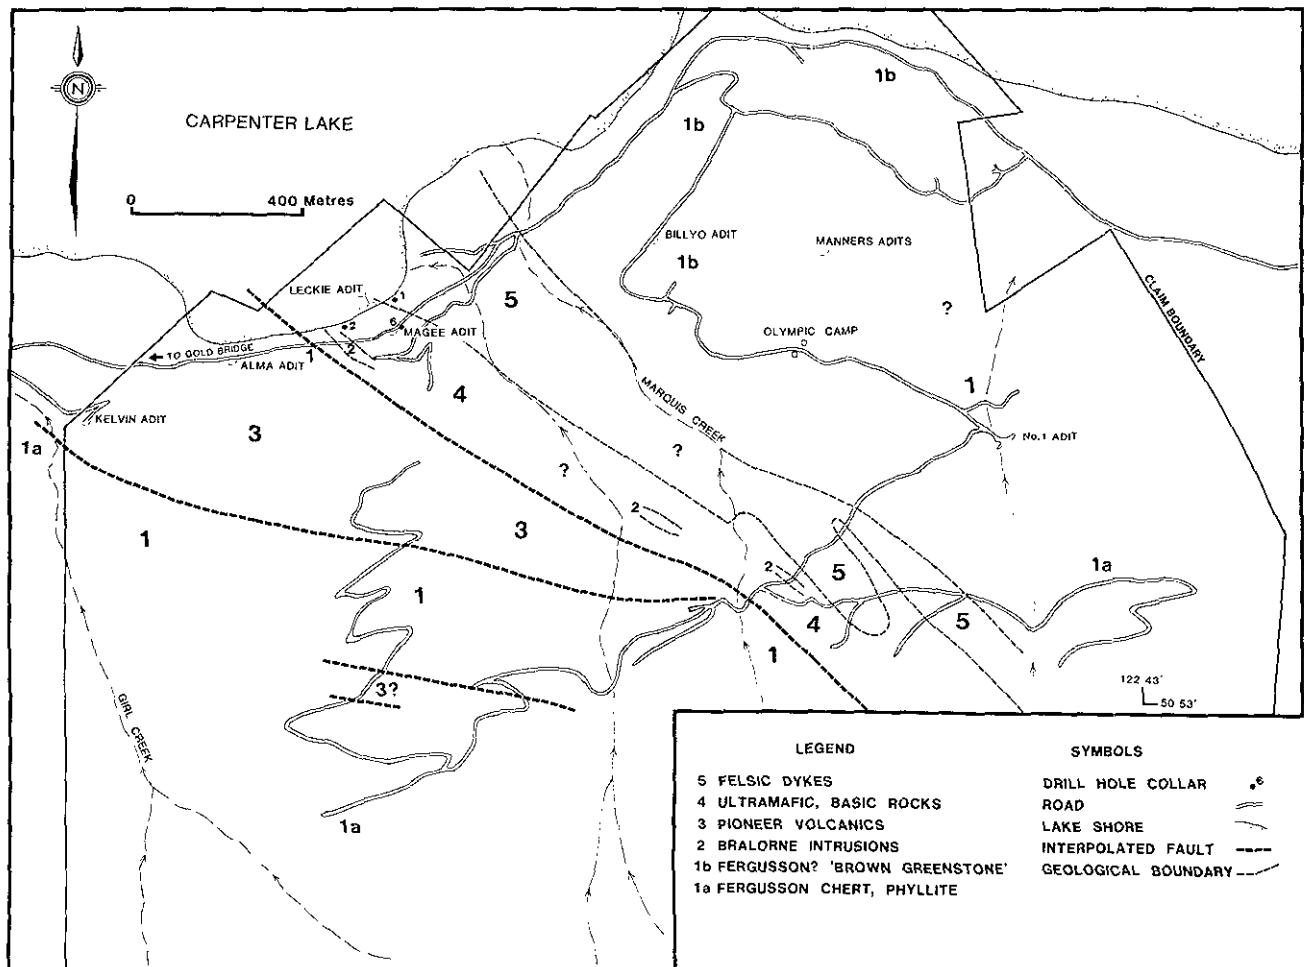 N
CARPENTER LAKE
0 400 Metres
1b
1b
BILLYO ADIT
MANNERS ADITS
1b
LECKIE ADIT
1
5
?
2
6
MAGEE ADIT
OLYMPIC CAMP
CLAIM BOUNDARY
TO GOLD BRIDGE
1
2
ALMA ADIT
4
MARQUIS CREEK
1
KELVIN ADIT
3
No.1 ADIT
1a
?
?
2
1
3
2
5
1a
1
4
5
1
3?
122 43'
50 53'
GIRL CREEK
1a
LEGEND
5 FELSIC DYKES
4 ULTRAMAFIC, BASIC ROCKS
3 PIONEER VOLCANICS
2 BRALORNE INTRUSIONS
1b FERGUSSON? 'BROWN GREENSTONE'
1a FERGUSSON CHERT, PHYLLITE
SYMBOLS
DRILL HOLE COLLAR 6
ROAD
LAKE SHORE
INTERPOLATED FAULT
GEOLOGICAL BOUNDARY